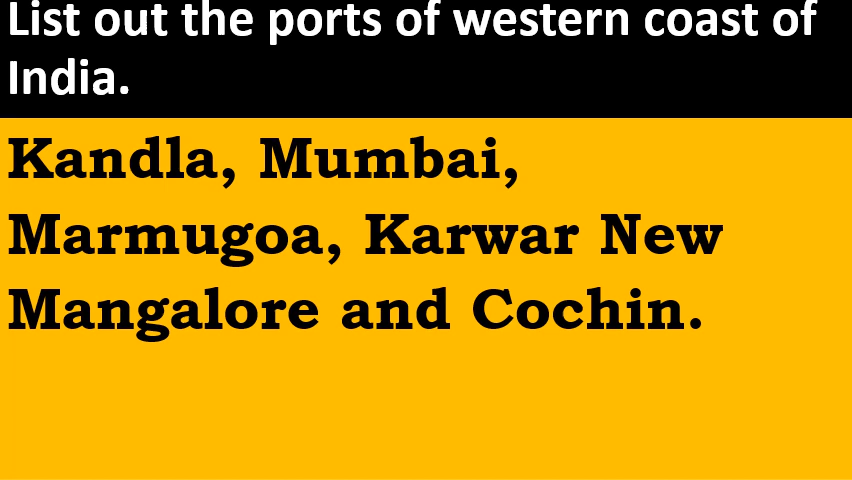 List out the ports of western coast of
India.
Kandla, Mumbai,
Marmugoa, Karwar New
Mangalore and Cochin.